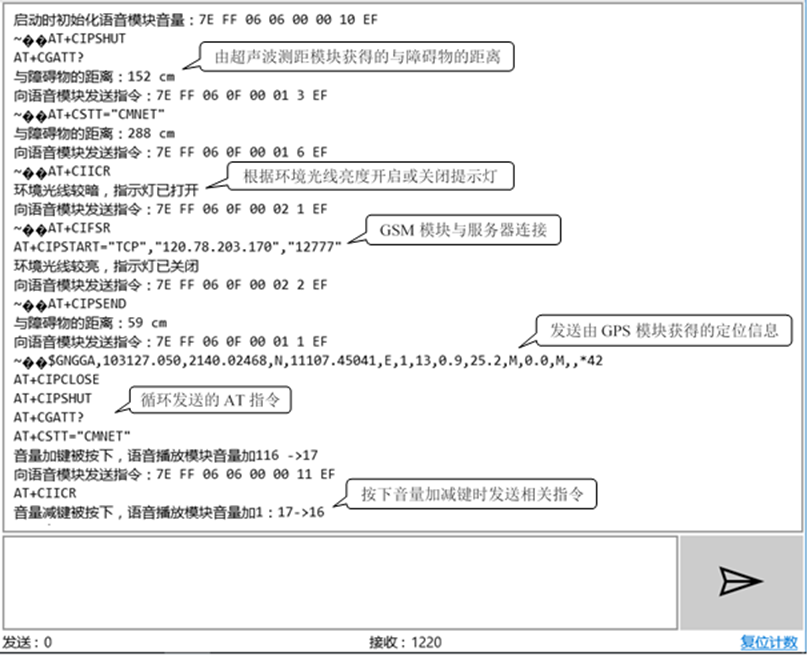 启动时初始化语音模块音量：7E FF 06 06 00 00 10 EF
~��AT+CIPSHUT
由超声波测距模块获得的与障碍物的距离
AT+CGATT?
与障碍物的距离：152 cm
向语音模块发送指令：7E FF 06 0F 00 01 3 EF
~��AT+CSTT="CMNET"
与障碍物的距离：288 cm
向语音模块发送指令：7E FF 06 0F 00 01 6 EF
~��AT+CIICR
根据环境光线亮度开启或关闭提示灯
环境光线较暗，指示灯已打开
向语音模块发送指令：7E FF 06 0F 00 02 1 EF
~��AT+CIFSR
GSM 模块与服务器连接
AT+CIPSTART="TCP","120.78.203.170","12777"
环境光线较亮，指示灯已关闭
向语音模块发送指令：7E FF 06 0F 00 02 2 EF
~��AT+CIPSEND
与障碍物的距离：59 cm
发送由 GPS 模块获得的定位信息
向语音模块发送指令：7E FF 06 0F 00 01 1 EF
~��$GNGGA,103127.050,2140.02468,N,11107.45041,E,1,13,0.9,25.2,M,0.0,M,,*42
AT+CIPCLOSE
AT+CIPSHUT
循环发送的 AT 指令
AT+CGATT?
AT+CSTT="CMNET"
音量加键被按下，语音播放模块音量加116 ->17
向语音模块发送指令：7E FF 06 06 00 00 11 EF
AT+CIICR
按下音量加减键时发送相关指令
音量减键被按下，语音播放模块音量加1：17->16
发送：0
接收：1220
复位计数